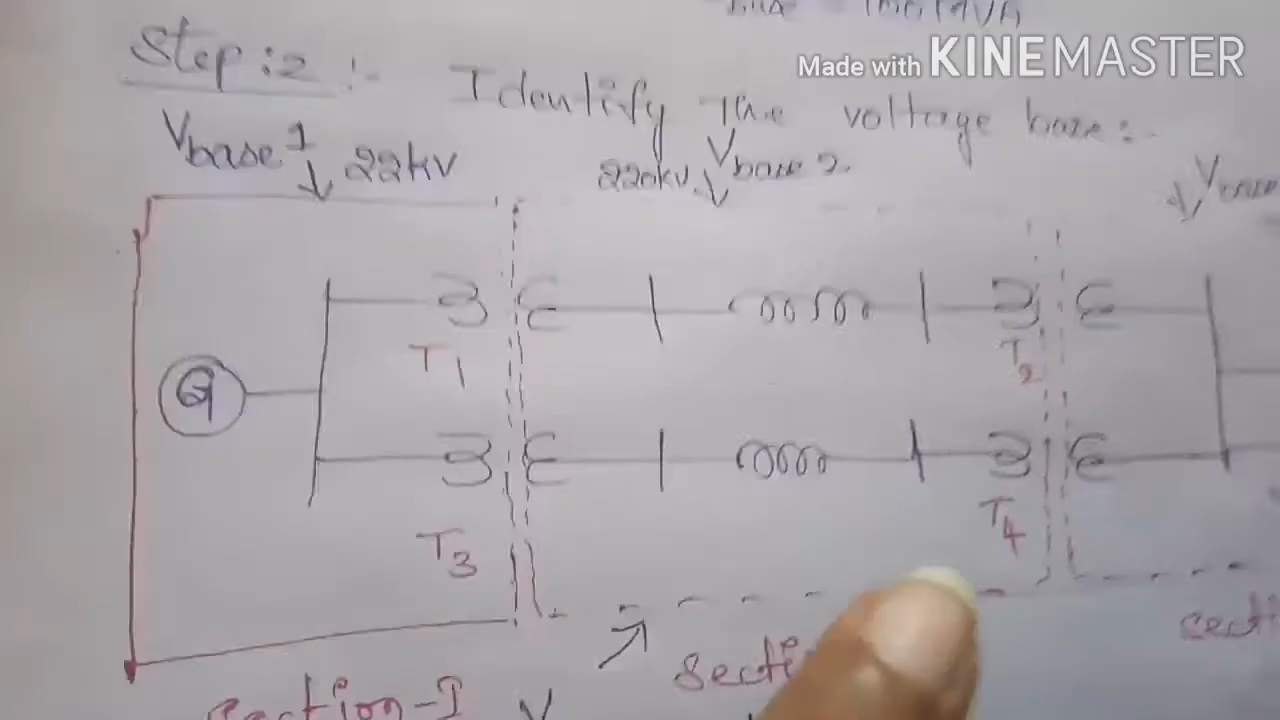 Made with KINEMASTER
Step:2 :- Identify The voltage base:-
Vbase 1 22kV
220kV Vbase 2
G
T1
T2
T3
T4
Section-I